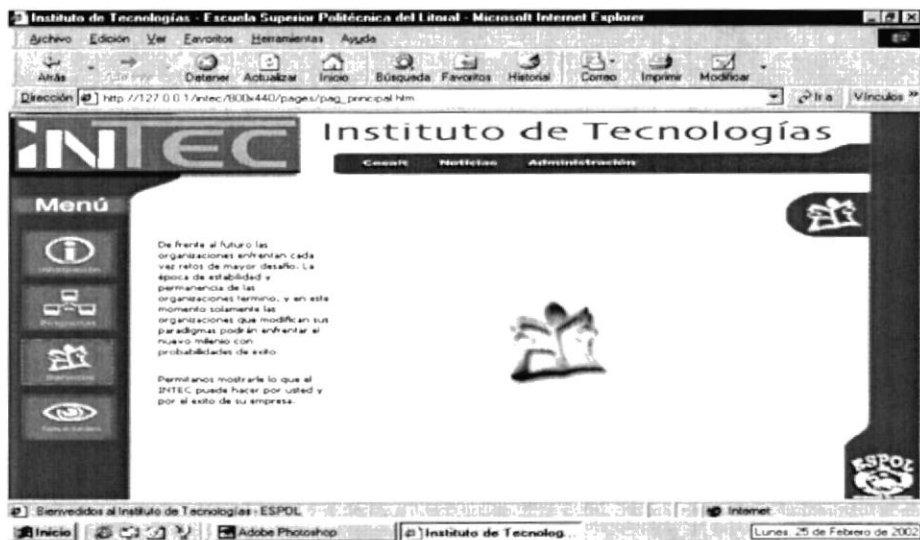 Instituto de Tecnologías - Escuela Superior Politécnica del Litoral - Microsoft Internet Explorer
Archivo Edición Ver Favoritos Herramientas Ayuda
Atrás Detener Actualizar Inicio Búsqueda Favoritos Historial Correo Imprimir Modificar
Dirección http://127.0.0.1/intec/800x440/pages/pag_principal.htm Ir a Vínculos »
INTEC
Instituto de Tecnologías
Cesait Noticias Administración
Menú
Información
Programas
De frente al futuro las
organizaciones enfrentan cada
vez retos de mayor desafio. La
época de estabilidad y
permanencia de las
organizaciones termino, y en este
momento solamente las
organizaciones que modifican sus
paradigmas podrán enfrentar el
nuevo milenio con
probabilidades de exito
Permitanos mostrarle lo que el
INTEC puede hacer por usted y
por el exito de su empresa.
ESPOL
Bienvedidos al Instituto de Tecnologías - ESPOL Internet
Inicio Adobe Photoshop Instituto de Tecnolog... Lunes, 25 de Febrero de 2002